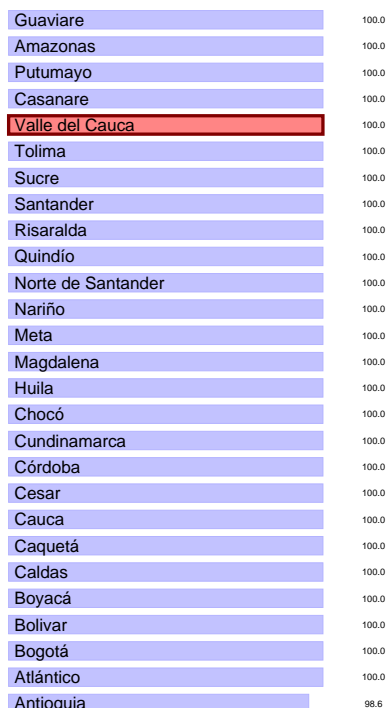 Guaviare 100.0
Amazonas 100.0
Putumayo 100.0
Casanare 100.0
Valle del Cauca 100.0
Tolima 100.0
Sucre 100.0
Santander 100.0
Risaralda 100.0
Quindío 100.0
Norte de Santander 100.0
Nariño 100.0
Meta 100.0
Magdalena 100.0
Huila 100.0
Chocó 100.0
Cundinamarca 100.0
Córdoba 100.0
Cesar 100.0
Cauca 100.0
Caquetá 100.0
Caldas 100.0
Boyacá 100.0
Bolivar 100.0
Bogotá 100.0
Atlántico 100.0
Antioquia 98.6